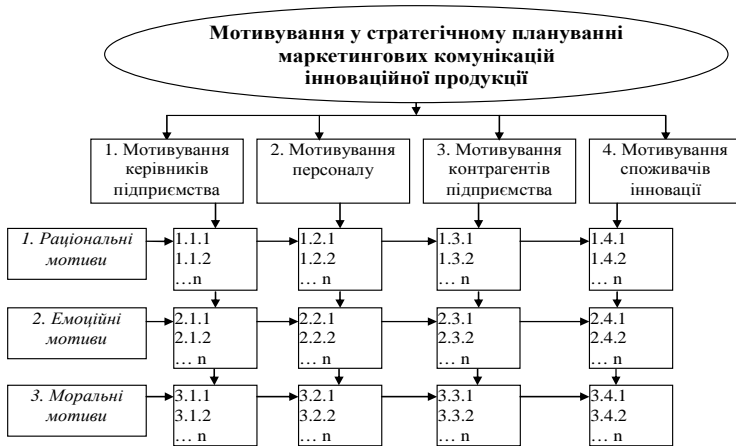 Мотивування у стратегічному плануванні
маркетингових комунікацій
інноваційної продукції
1. Мотивування
керівників
підприємства
2. Мотивування
персоналу
3. Мотивування
контрагентів
підприємства
4. Мотивування
споживачів
інновації
1. Раціональні
мотиви
1.1.1
1.1.2
…n
1.2.1
1.2.2
… n
1.3.1
1.3.2
… n
1.4.1
1.4.2
… n
2. Емоційні
мотиви
2.1.1
2.1.2
… n
2.2.1
2.2.2
… n
2.3.1
2.3.2
… n
2.4.1
2.4.2
… n
3. Моральні
мотиви
3.1.1
3.1.2
… n
3.2.1
3.2.2
… n
3.3.1
3.3.2
… n
3.4.1
3.4.2
… n